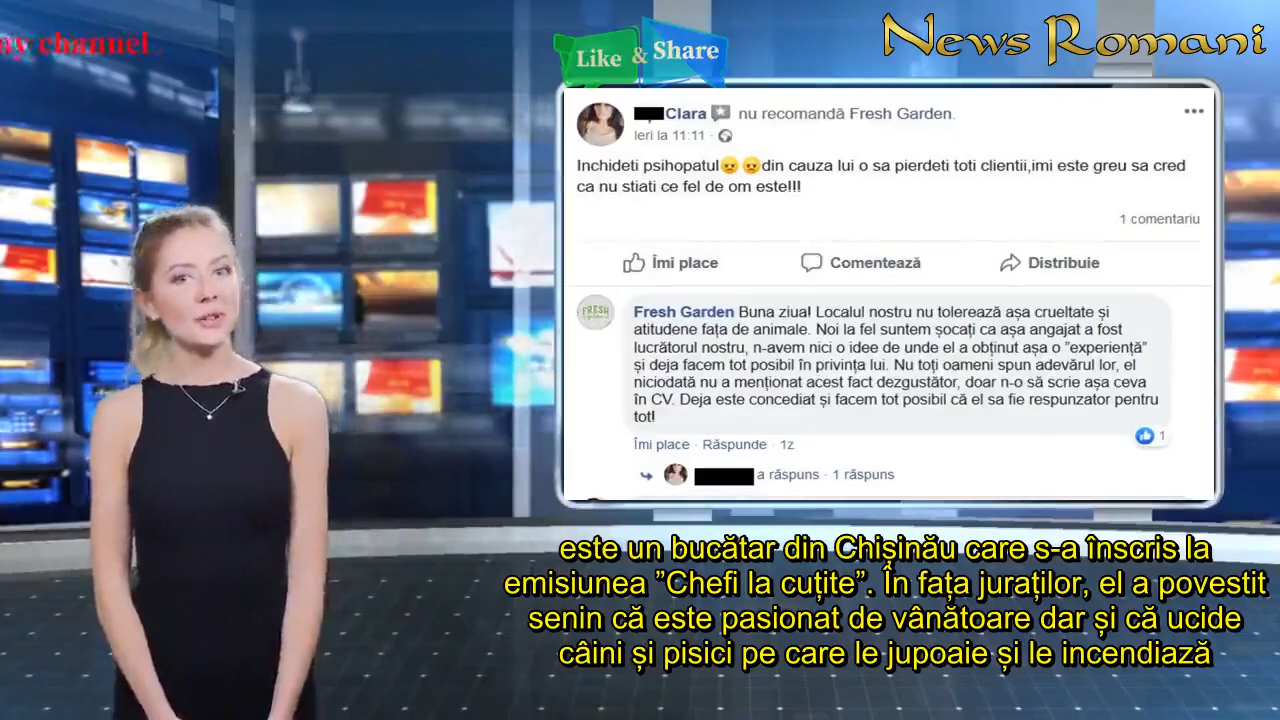 ny channel
Like & Share
News Romani
Clara nu recomandă Fresh Garden.
Ieri la 11:11 ·
Inchideti psihopatul😠😠din cauza lui o sa pierdeti toti clientii,imi este greu sa cred
ca nu stiati ce fel de om este!!!
1 comentariu
Îmi place Comentează Distribuie
FRESH
Fresh Garden Buna ziua! Localul nostru nu tolerează așa crueltate și
atitudene fața de animale. Noi la fel suntem șocați ca așa angajat a fost
lucrătorul nostru, n-avem nici o idee de unde el a obținut așa o ”experiență”
și deja facem tot posibil în privința lui. Nu toți oameni spun adevărul lor, el
niciodată nu a menționat acest fact dezgustător, doar n-o să scrie așa ceva
în CV. Deja este concediat și facem tot posibil că el sa fie respunzator pentru
tot!
1
Îmi place · Răspunde · 1z
a răspuns · 1 răspuns
este un bucătar din Chișinău care s-a înscris la
emisiunea ”Chefi la cuțite”. În fața juraților, el a povestit
senin că este pasionat de vânătoare dar și că ucide
câini și pisici pe care le jupoaie și le incendiază